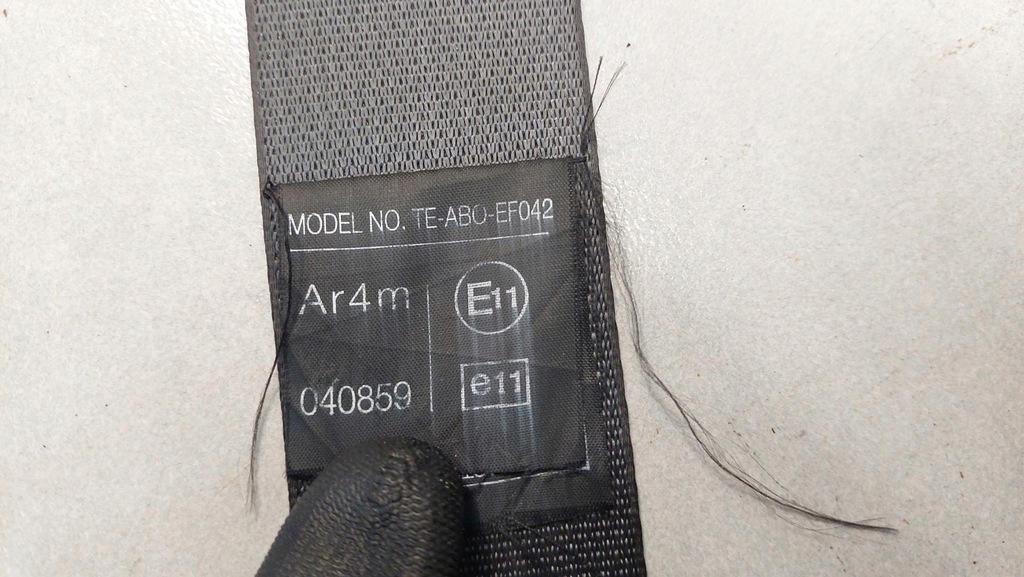 MODEL NO. TE-ABO-EF042
Ar4m
E11
040859
e11